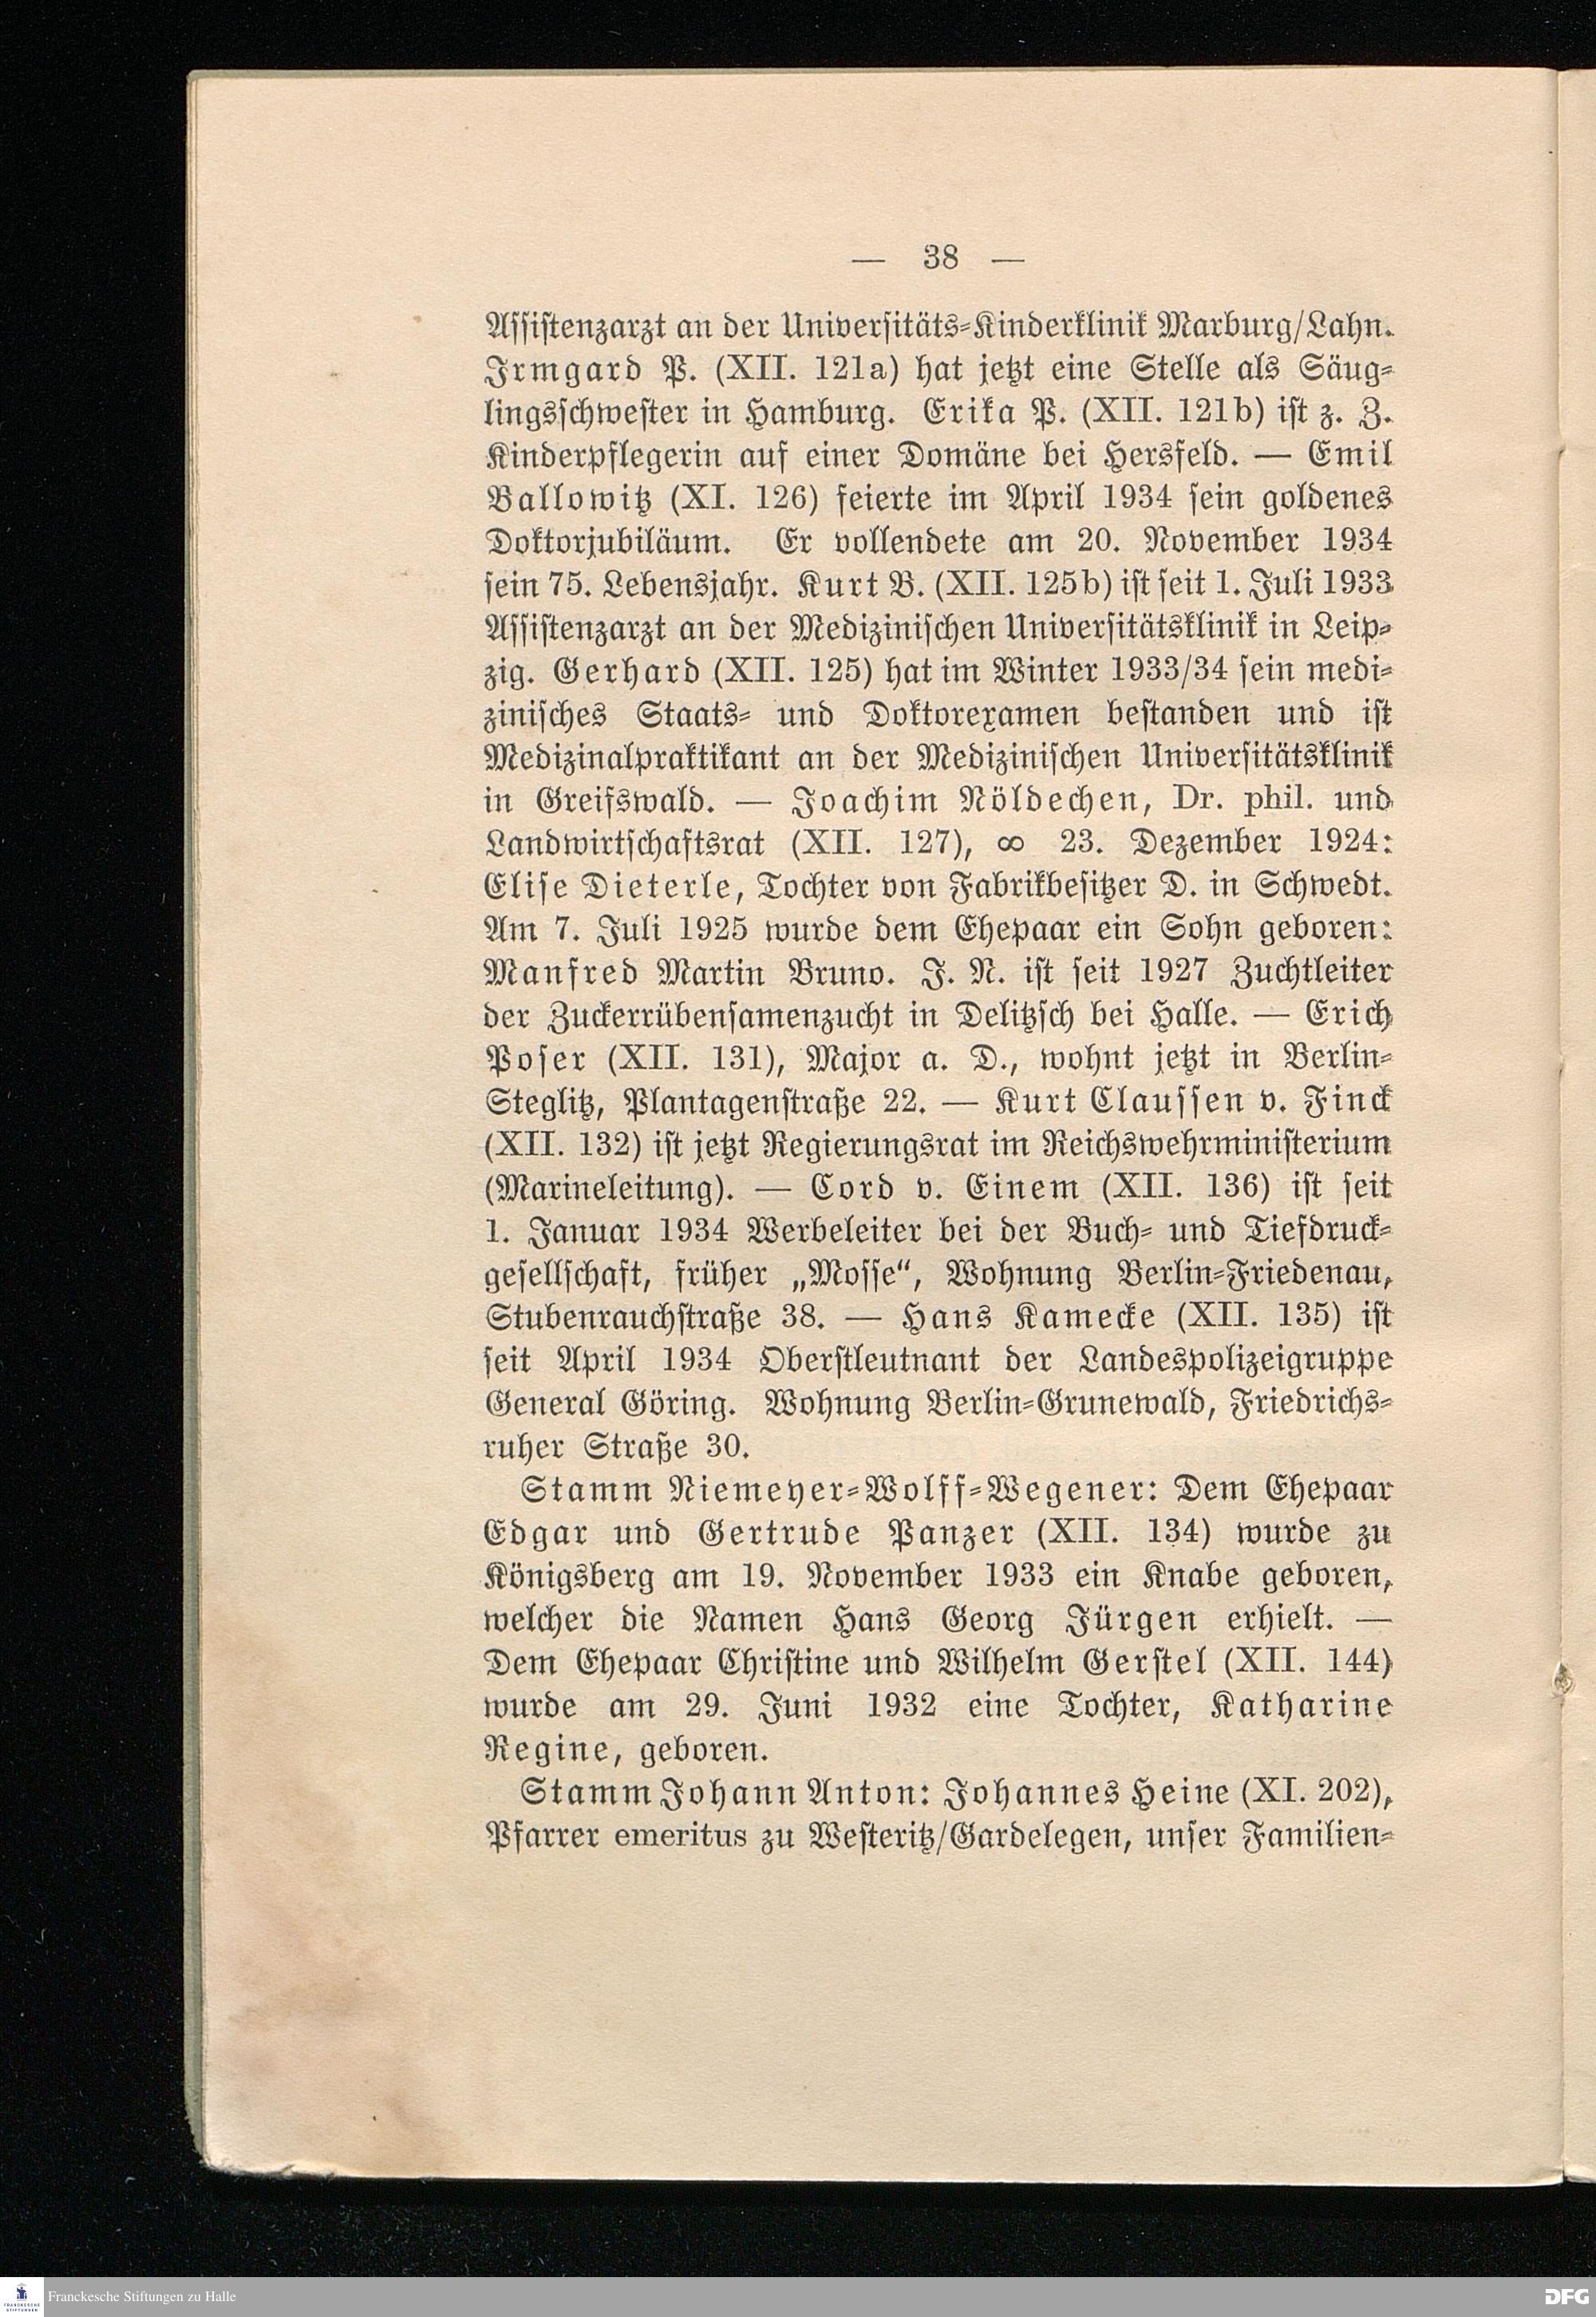 — 38 —
Assistenzarzt an der Universitäts-Kinderklinik Marburg/Lahn.
Irmgard P. (XII. 121a) hat jetzt eine Stelle als Säug-
lingsschwester in Hamburg. Erika P. (XII. 121b) ist z. Z.
Kinderpflegerin auf einer Domäne bei Hersfeld. — Emil
Ballowitz (XI. 126) feierte im April 1934 sein goldenes
Doktorjubiläum. Er vollendete am 20. November 1934
sein 75. Lebensjahr. Kurt B. (XII. 125b) ist seit 1. Juli 1933
Assistenzarzt an der Medizinischen Universitätsklinik in Leip-
zig. Gerhard (XII. 125) hat im Winter 1933/34 sein medi-
zinisches Staats- und Doktorexamen bestanden und ist
Medizinalpraktikant an der Medizinischen Universitätsklinik
in Greifswald. — Joachim Nöldechen, Dr. phil. und
Landwirtschaftsrat (XII. 127), ∞ 23. Dezember 1924:
Elise Dieterle, Tochter von Fabrikbesitzer D. in Schwedt.
Am 7. Juli 1925 wurde dem Ehepaar ein Sohn geboren:
Manfred Martin Bruno. J. N. ist seit 1927 Zuchtleiter
der Zuckerrübensamenzucht in Delitzsch bei Halle. — Erich
Poser (XII. 131), Major a. D., wohnt jetzt in Berlin-
Steglitz, Plantagenstraße 22. — Kurt Claussen v. Finck
(XII. 132) ist jetzt Regierungsrat im Reichswehrministerium
(Marineleitung). — Cord v. Einem (XII. 136) ist seit
1. Januar 1934 Werbeleiter bei der Buch- und Tiefdruck-
gesellschaft, früher „Mosse“, Wohnung Berlin-Friedenau,
Stubenrauchstraße 38. — Hans Kamecke (XII. 135) ist
seit April 1934 Oberstleutnant der Landespolizeigruppe
General Göring. Wohnung Berlin-Grunewald, Friedrichs-
ruher Straße 30.
Stamm Niemeyer-Wolff-Wegener: Dem Ehepaar
Edgar und Gertrude Panzer (XII. 134) wurde zu
Königsberg am 19. November 1933 ein Knabe geboren,
welcher die Namen Hans Georg Jürgen erhielt. —
Dem Ehepaar Christine und Wilhelm Gerstel (XII. 144)
wurde am 29. Juni 1932 eine Tochter, Katharine
Regine, geboren.
Stamm Johann Anton: Johannes Heine (XI. 202),
Pfarrer emeritus zu Westeritz/Gardelegen, unser Familien-
FRANCKESCHE
STIFTUNGEN
Franckesche Stiftungen zu Halle
DFG